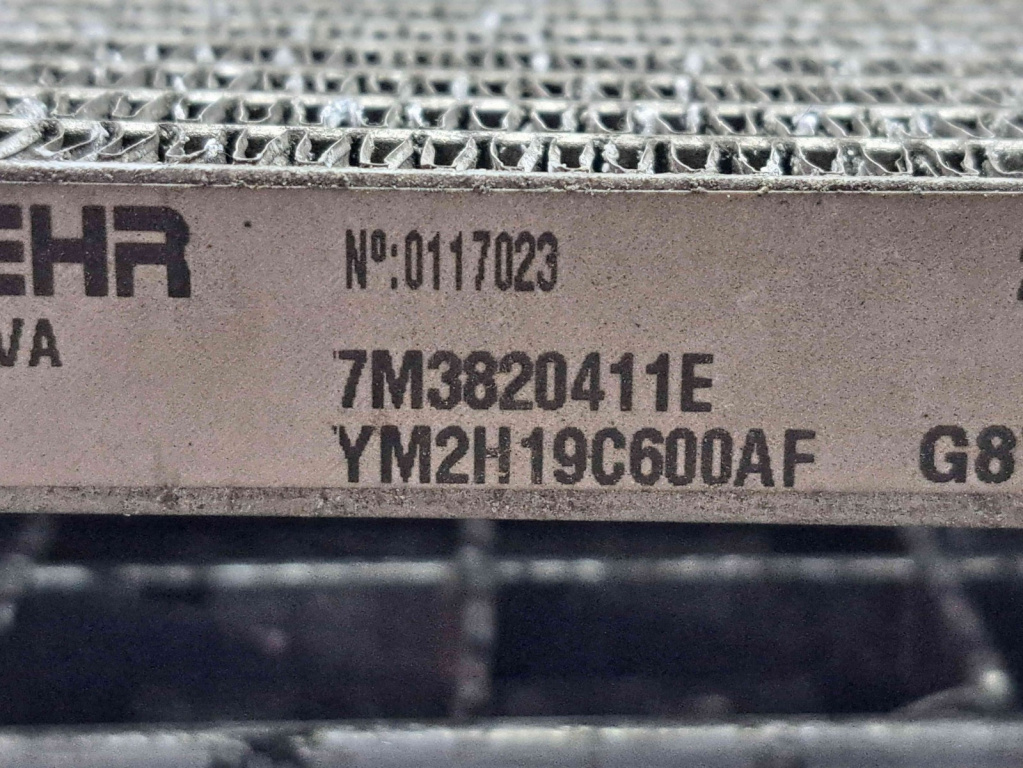 EHR
Nº:0117023
VA
7M3820411E
YM2H19C600AF G8